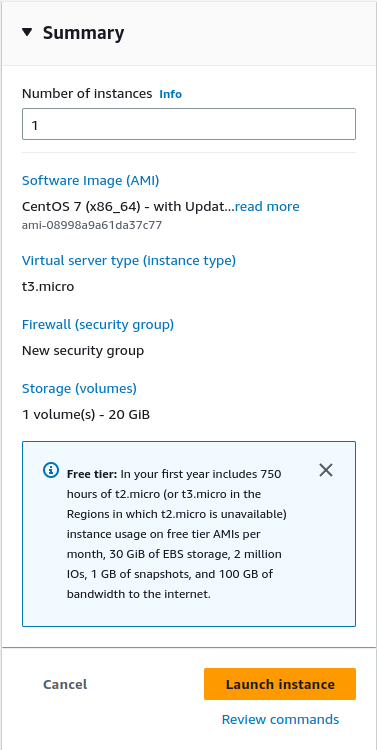 Summary
Number of instances Info
1
Software Image (AMI)
CentOS 7 (x86_64) - with Updat...read more
ami-08998a9a61da37c77
Virtual server type (instance type)
t3.micro
Firewall (security group)
New security group
Storage (volumes)
1 volume(s) - 20 GiB
Free tier: In your first year includes 750
hours of t2.micro (or t3.micro in the
Regions in which t2.micro is unavailable)
instance usage on free tier AMIs per
month, 30 GiB of EBS storage, 2 million
IOs, 1 GB of snapshots, and 100 GB of
bandwidth to the internet.
Cancel
Launch instance
Review commands